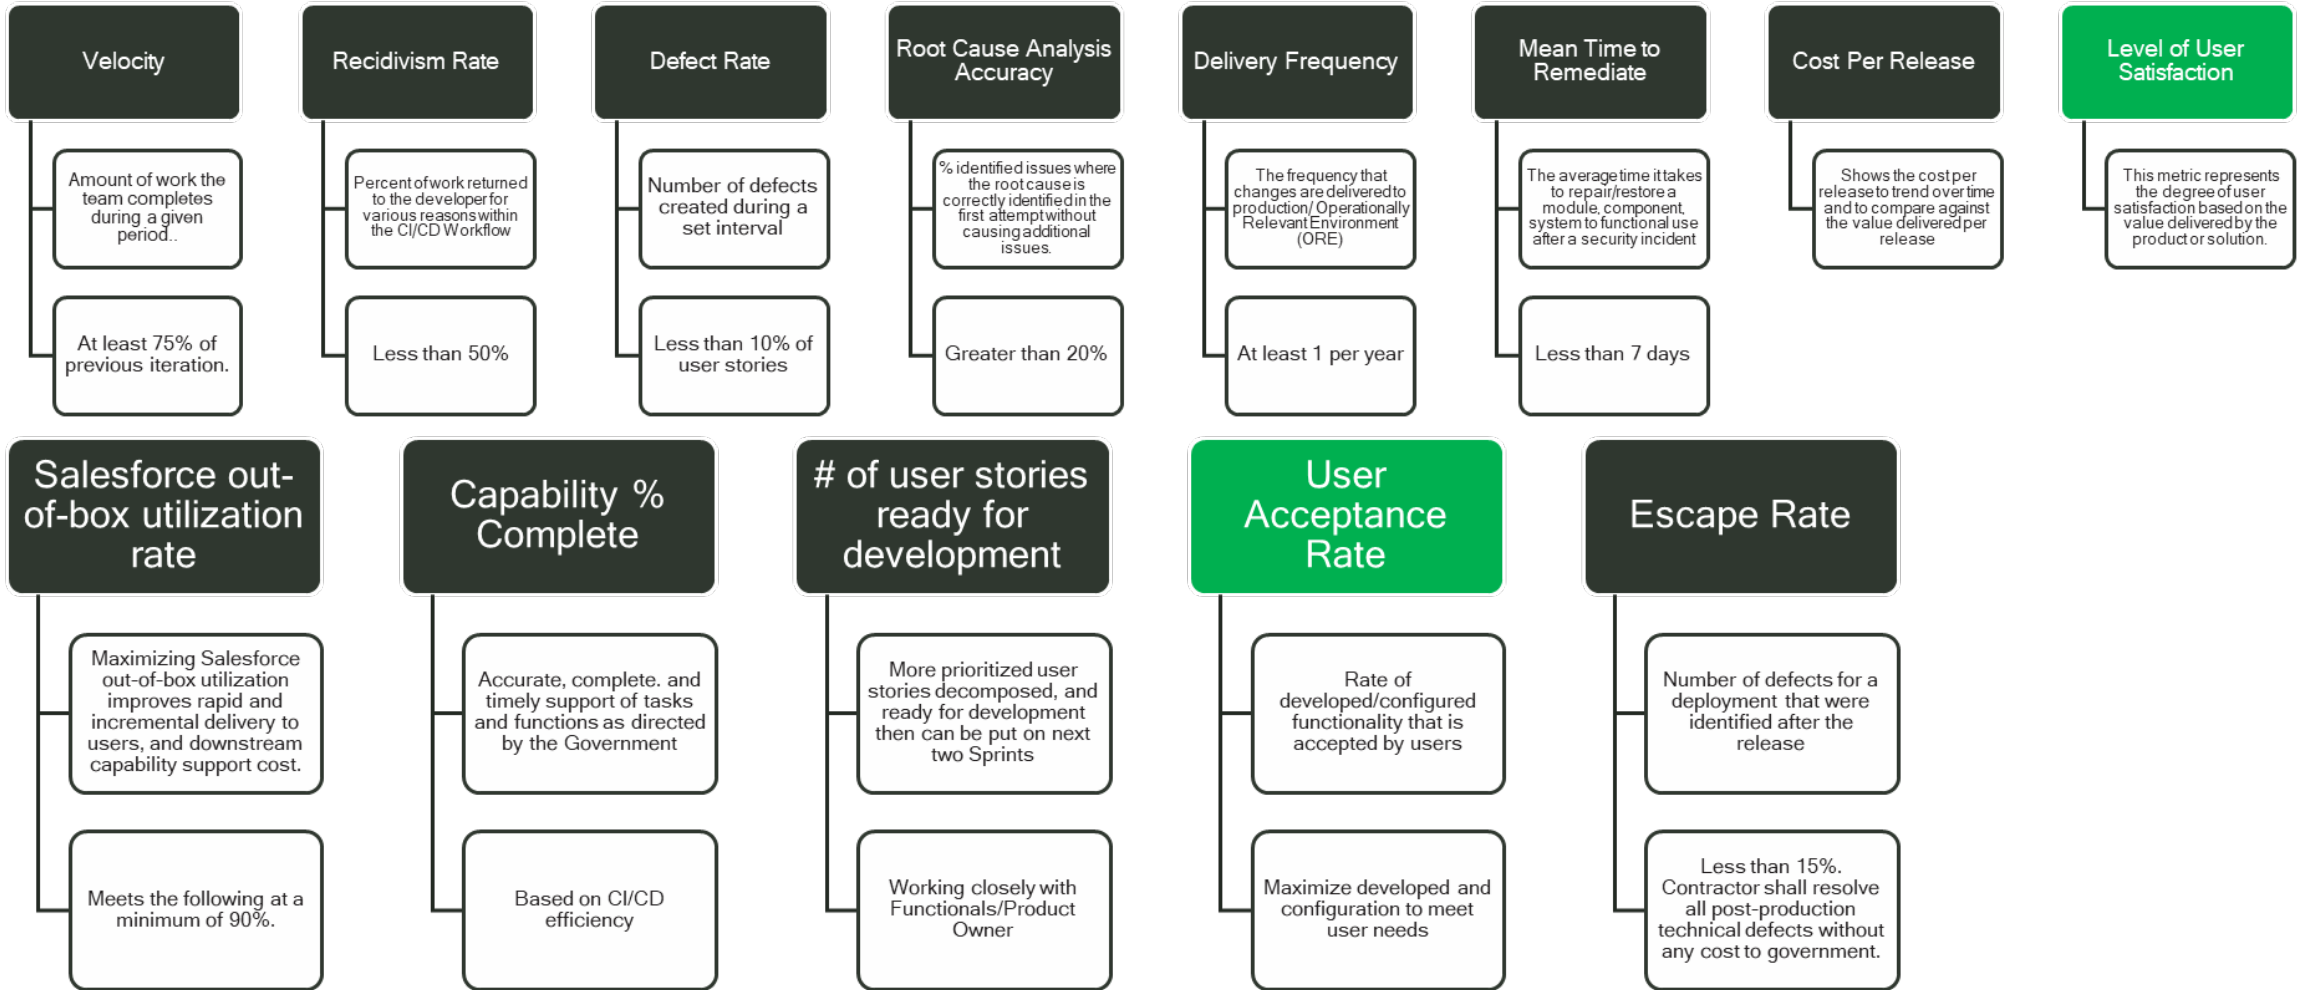 Velocity
Recidivism Rate
Defect Rate
Root Cause Analysis
Accuracy
Delivery Frequency
Mean Time to
Remediate
Cost Per Release
Level of User
Satisfaction
Amount of work the
team completes
during a given
period..
Percent of work returned
to the developer for
various reasons within
the CI/CD Workflow
Number of defects
created during a
set interval
% identified issues where
the root cause is
correctly identified in the
first attempt without
causing additional
issues.
The frequency that
changes are delivered to
production/ Operationally
Relevant Environment
(ORE)
The average time it takes
to repair/restore a
module, component,
system to functional use
after a security incident
Shows the cost per
release to trend over time
and to compare against
the value delivered per
release
This metric represents
the degree of user
satisfaction based on the
value delivered by the
product or solution.
At least 75% of
previous iteration.
Less than 50%
Less than 10% of
user stories
Greater than 20%
At least 1 per year
Less than 7 days
Salesforce out-
of-box utilization
rate
Capability %
Complete
# of user stories
ready for
development
User
Acceptance
Rate
Escape Rate
Maximizing Salesforce
out-of-box utilization
improves rapid and
incremental delivery to
users, and downstream
capability support cost.
Accurate, complete. and
timely support of tasks
and functions as directed
by the Government
More prioritized user
stories decomposed, and
ready for development
then can be put on next
two Sprints
Rate of
developed/configured
functionality that is
accepted by users
Number of defects for a
deployment that were
identified after the
release
Meets the following at a
minimum of 90%.
Based on CI/CD
efficiency
Working closely with
Functionals/Product
Owner
Maximize developed and
configuration to meet
user needs
Less than 15%.
Contractor shall resolve
all post-production
technical defects without
any cost to government.